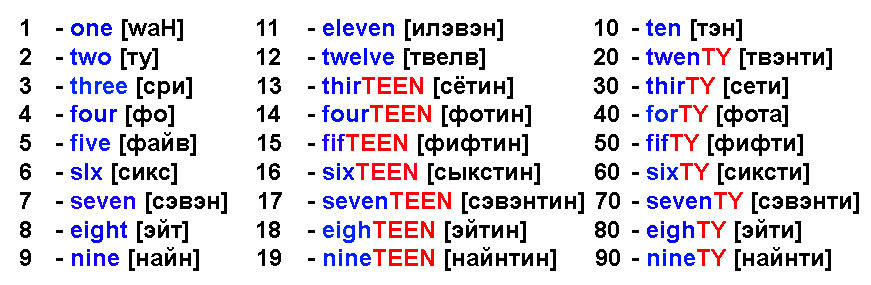 1 - one [waH] 11 - eleven [илэвэн] 10 - ten [тэн]
2 - two [ту] 12 - twelve [твелв] 20 - twenTY [твэнти]
3 - three [сри] 13 - thirTEEN [сётин] 30 - thirTY [сети]
4 - four [фо] 14 - fourTEEN [фотин] 40 - forTY [фота]
5 - five [файв] 15 - fifTEEN [фифтин] 50 - fifTY [фифти]
6 - sIx [сикс] 16 - sixTEEN [сыкстин] 60 - sixTY [сиксти]
7 - seven [сэвэн] 17 - sevenTEEN [сэвэнтин] 70 - sevenTY [сэвэнти]
8 - eight [эйт] 18 - eighTEEN [эйтин] 80 - eighTY [эйти]
9 - nine [найн] 19 - nineTEEN [найнтин] 90 - nineTY [найнти]